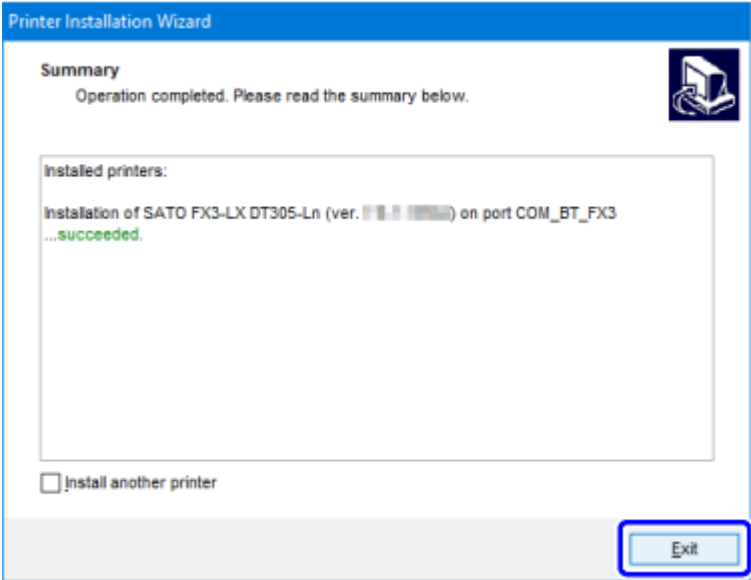 Printer Installation Wizard
Summary
Operation completed. Please read the summary below.
Installed printers:
Installation of SATO FX3-LX DT305-Ln (ver. ) on port COM_BT_FX3
...succeeded.
Install another printer
Exit